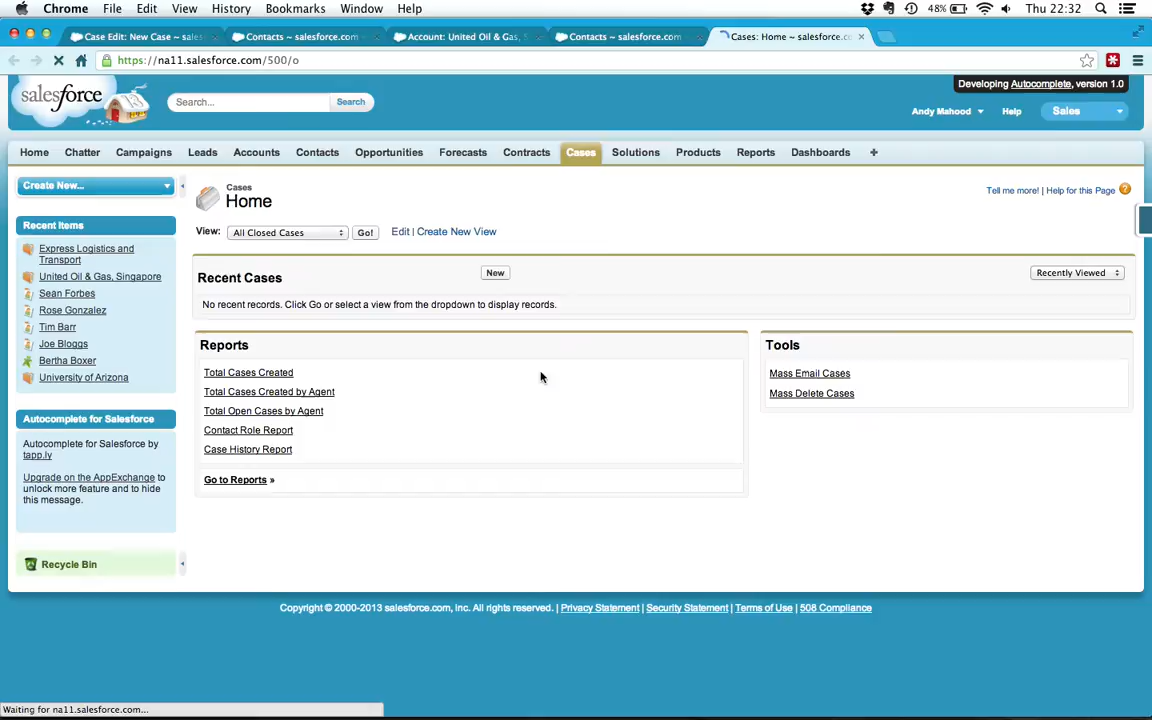 Chrome File Edit View History Bookmarks Window Help 48% Thu 22:32
Case Edit: New Case ~ sales Contacts ~ salesforce.com Account: United Oil & Gas, S Contacts ~ salesforce.com Cases: Home ~ salesforce.c
https://na11.salesforce.com/500/o
Developing Autocomplete, version 1.0
salesforce Search... Search
Andy Mahood Help Sales
Home Chatter Campaigns Leads Accounts Contacts Opportunities Forecasts Contracts Cases Solutions Products Reports Dashboards +
Create New...
Cases
Home
Tell me more! | Help for this Page ?
Recent Items
View: All Closed Cases Go! Edit | Create New View
Express Logistics and
Transport
United Oil & Gas, Singapore
Sean Forbes
Rose Gonzalez
Tim Barr
Joe Bloggs
Bertha Boxer
University of Arizona
Recent Cases New Recently Viewed
No recent records. Click Go or select a view from the dropdown to display records.
Reports
Total Cases Created
Total Cases Created by Agent
Total Open Cases by Agent
Contact Role Report
Case History Report
Go to Reports »
Tools
Mass Email Cases
Mass Delete Cases
Autocomplete for Salesforce
Autocomplete for Salesforce by
tapp.lv
Upgrade on the AppExchange to
unlock more feature and to hide
this message.
Recycle Bin
Copyright © 2000-2013 salesforce.com, inc. All rights reserved. | Privacy Statement | Security Statement | Terms of Use | 508 Compliance
Waiting for na11.salesforce.com...